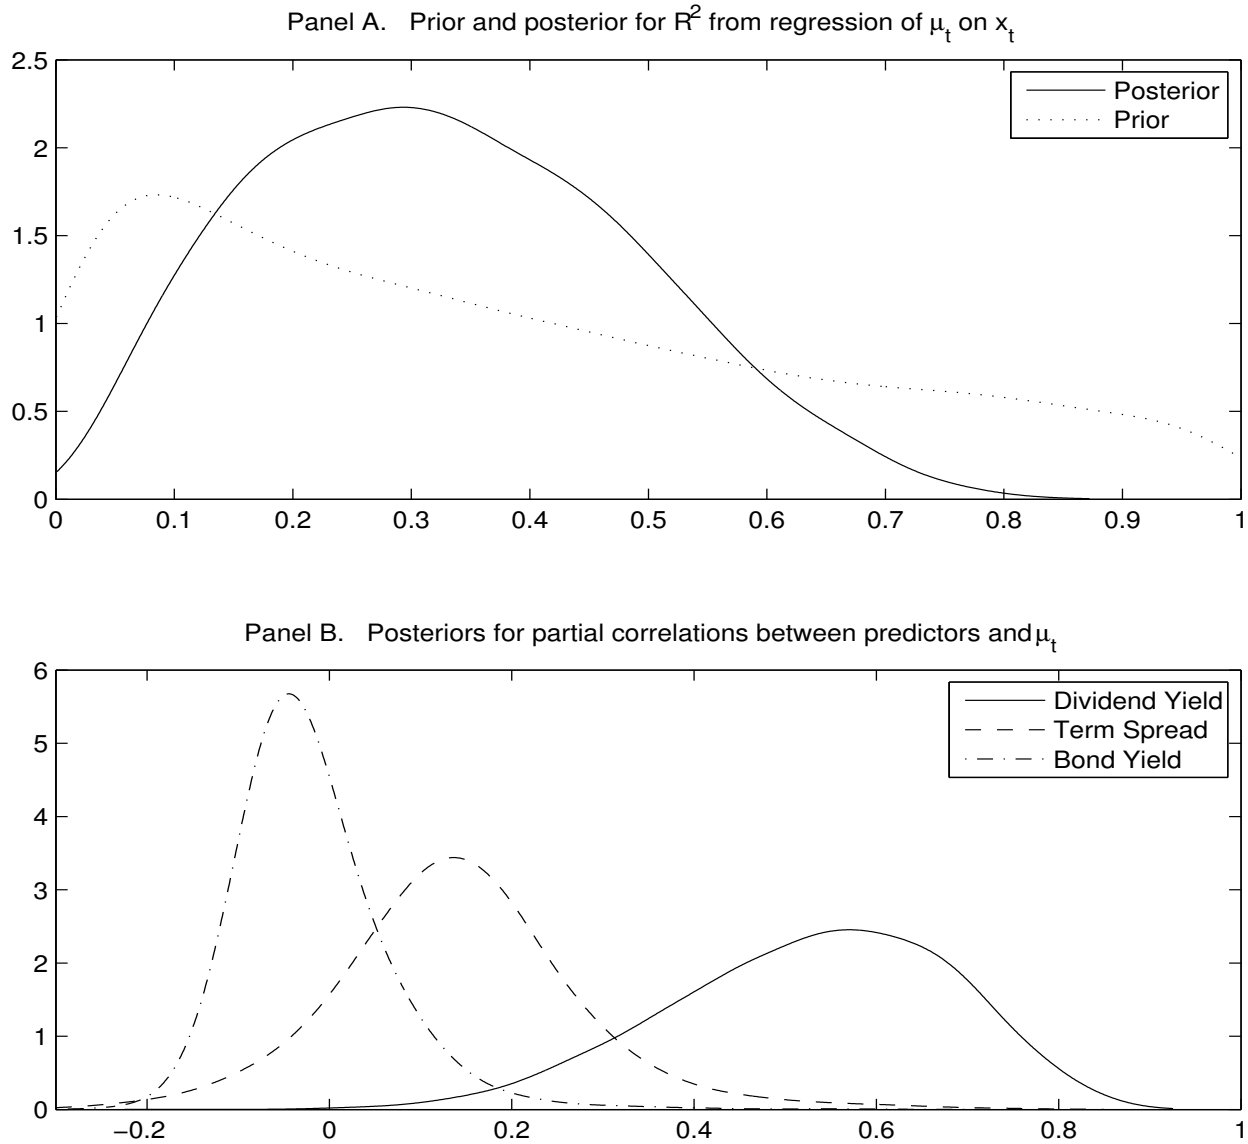 Panel A. Prior and posterior for R² from regression of μ_t on x_t
2.5
2
1.5
1
0.5
0
Posterior
Prior
0 0.1 0.2 0.3 0.4 0.5 0.6 0.7 0.8 0.9 1
Panel B. Posteriors for partial correlations between predictors and μ_t
6
5
4
3
2
1
0
Dividend Yield
Term Spread
Bond Yield
−0.2 0 0.2 0.4 0.6 0.8 1